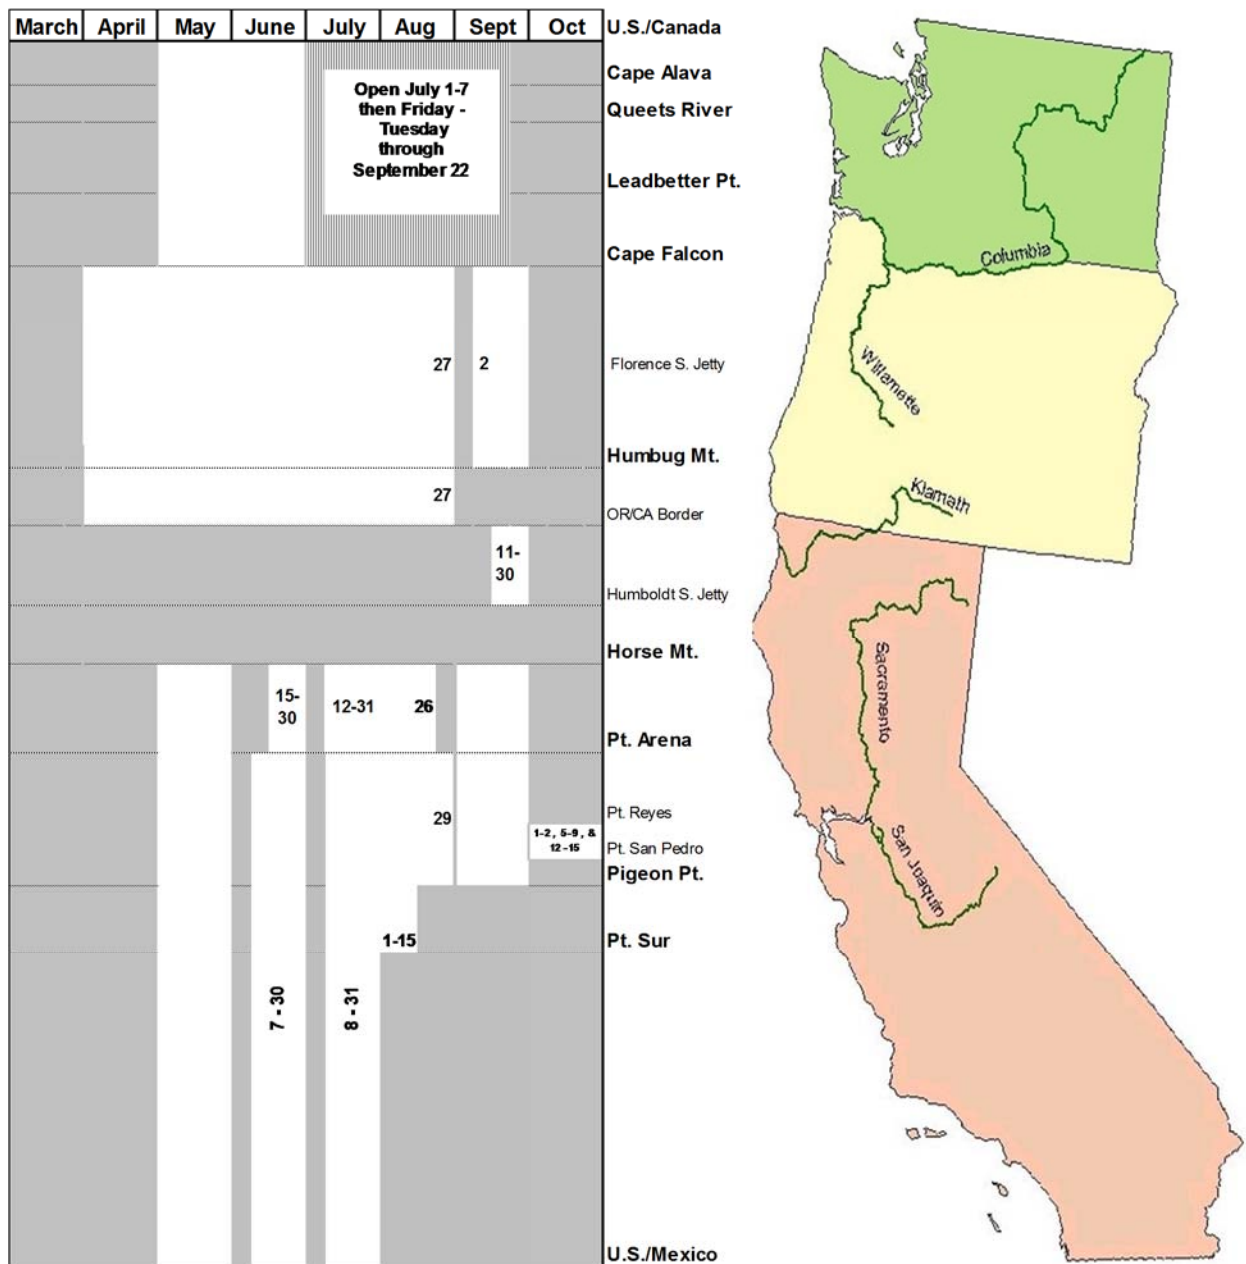 March April May June July Aug Sept Oct U.S./Canada
Cape Alava
Open July 1-7
then Friday -
Tuesday
through
September 22
Queets River
Leadbetter Pt.
Cape Falcon
27 2 Florence S. Jetty
Humbug Mt.
27
OR/CA Border
11-
30
Humboldt S. Jetty
Horse Mt.
15-
30
12-31 26
Pt. Arena
29
Pt. Reyes
1-2, 5-9, &
12-15
Pt. San Pedro
Pigeon Pt.
1-15
Pt. Sur
7 - 30
8 - 31
U.S./Mexico
Columbia
Willamette
Klamath
Sacramento
San Joaquin